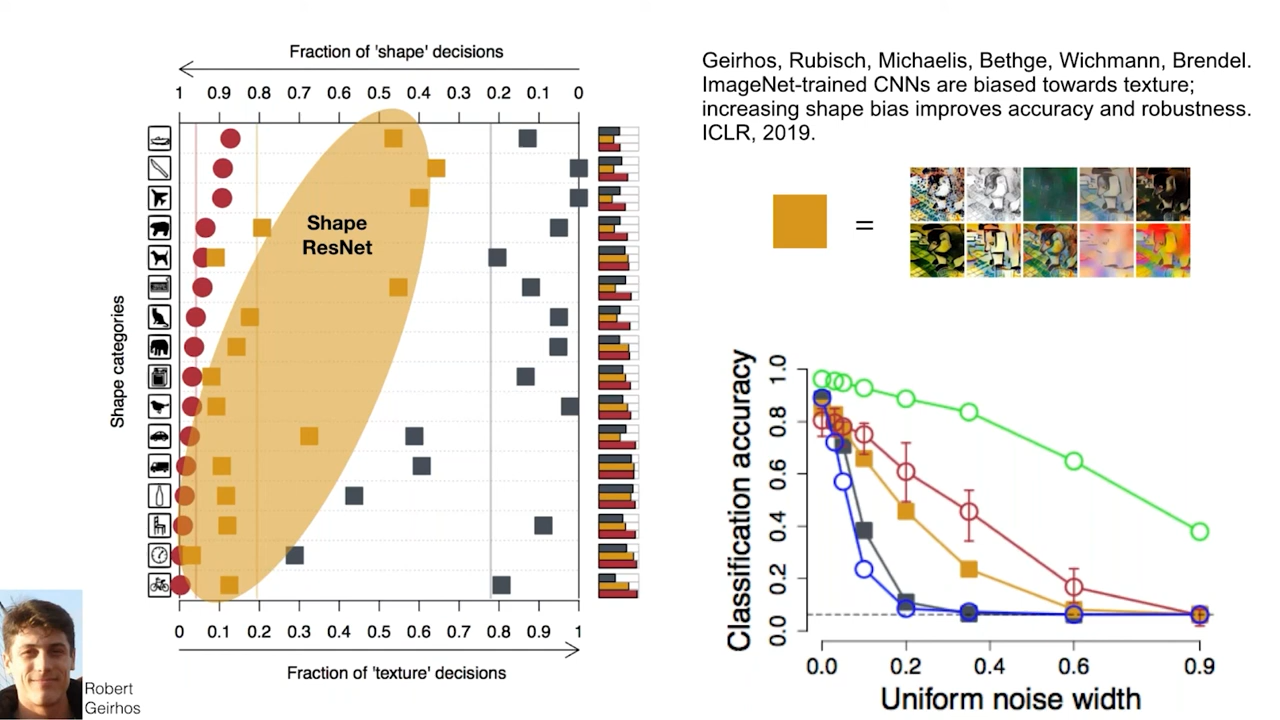 Fraction of 'shape' decisions
1 0.9 0.8 0.7 0.6 0.5 0.4 0.3 0.2 0.1 0
Shape categories
Shape
ResNet
0 0.1 0.2 0.3 0.4 0.5 0.6 0.7 0.8 0.9 1
Fraction of 'texture' decisions
Robert
Geirhos
Geirhos, Rubisch, Michaelis, Bethge, Wichmann, Brendel.
ImageNet-trained CNNs are biased towards texture;
increasing shape bias improves accuracy and robustness.
ICLR, 2019.
=
Classification accuracy
1.0
0.8
0.6
0.4
0.2
0.0
0.0 0.2 0.4 0.6 0.9
Uniform noise width